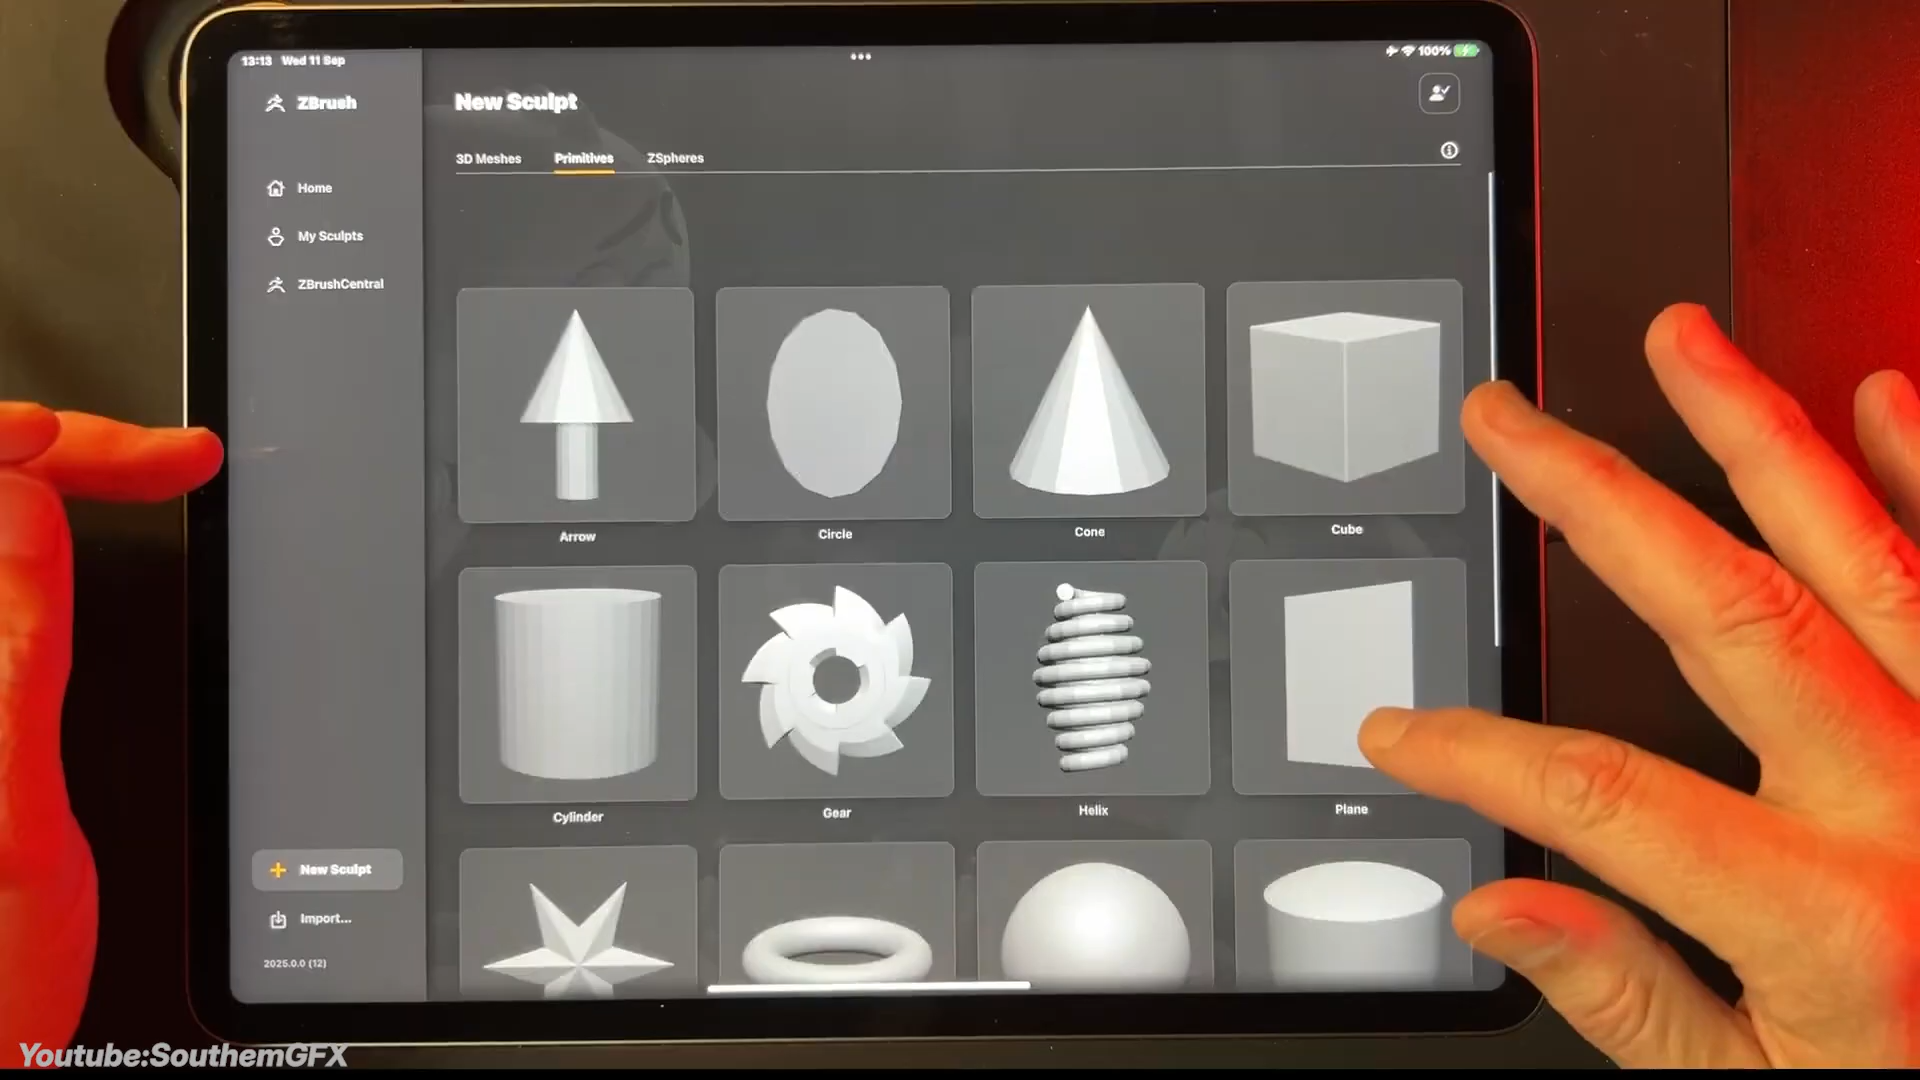 13:13 Wed 11 Sep
100%
ZBrush
New Sculpt
3D Meshes
Primitives
ZSpheres
Home
My Sculpts
ZBrushCentral
Arrow
Circle
Cone
Cube
Cylinder
Gear
Helix
Plane
New Sculpt
Import...
2025.0.0 (12)
Youtube:SouthernGFX